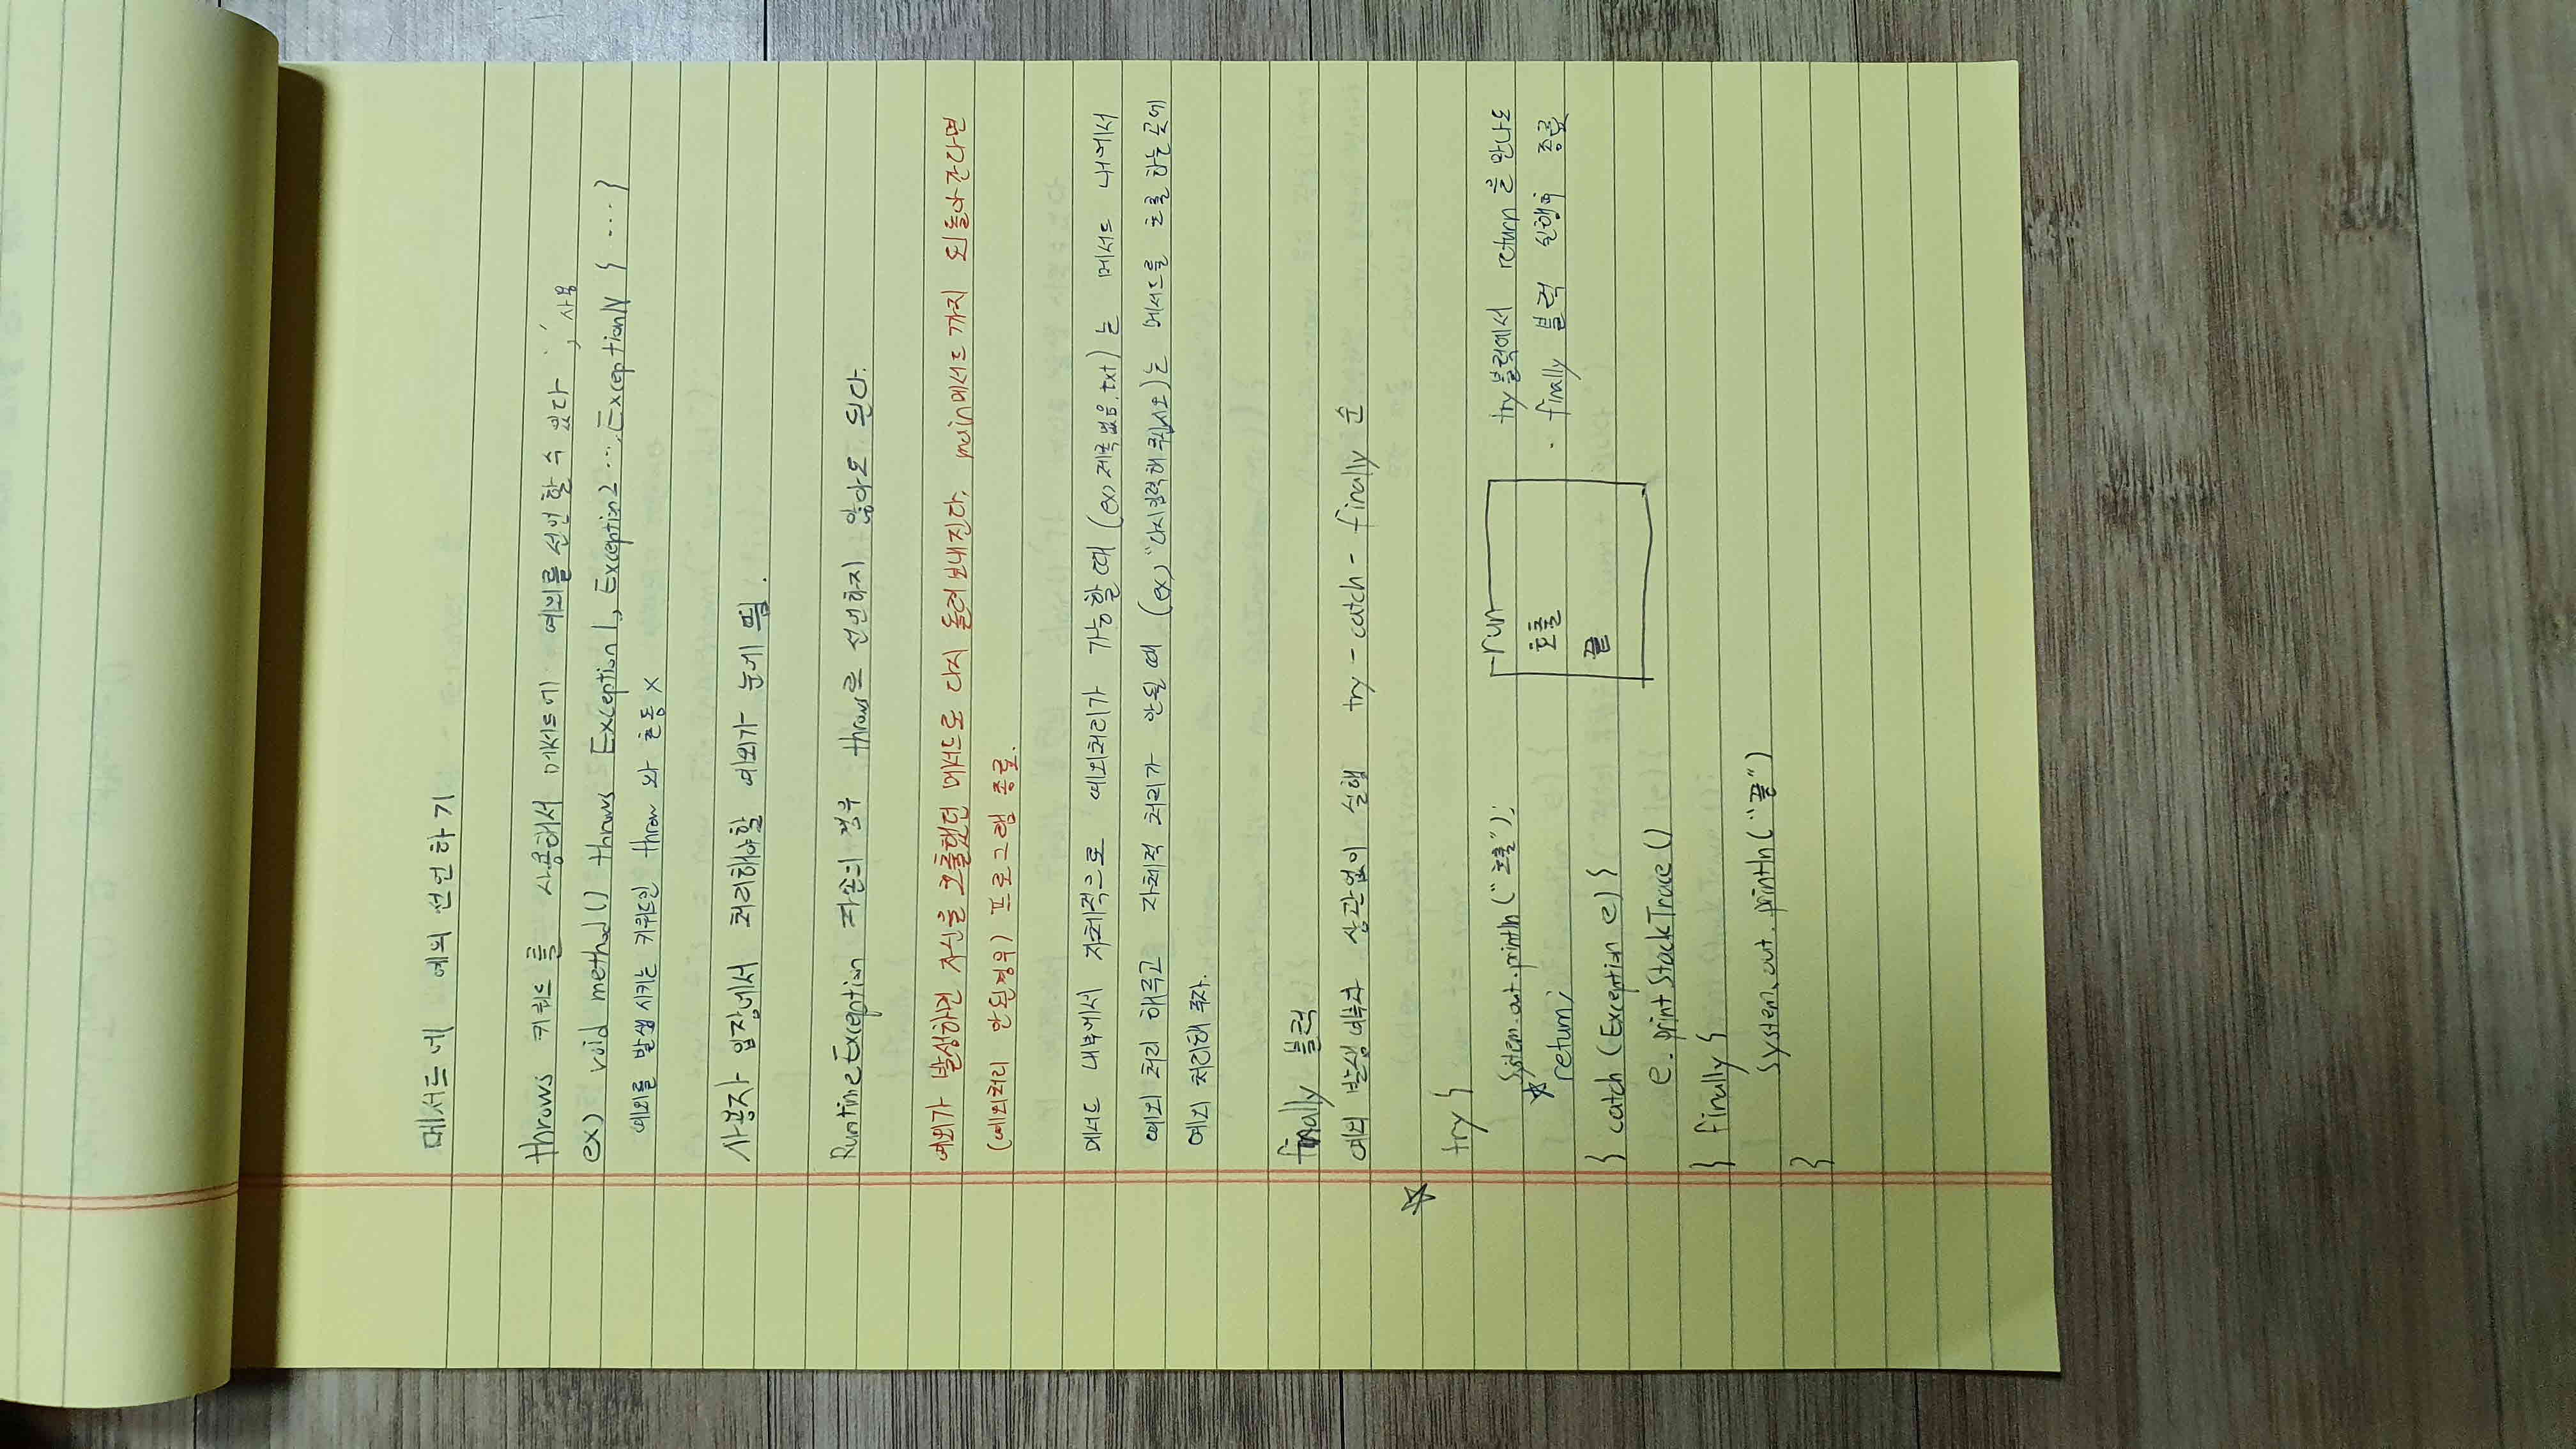 메서드에 예외 선언하기
throws 키워드를 사용해서 메서드에 예외를 선언할 수 있다 ',' 사용
ex) void method() throws Exception1, Exception2 ···, ExceptionN { ··· }
예외를 발생시키는 키워드인 throw 와 혼동 X
사용자 입장에서 처리해야할 예외가 눈에 띔.
RuntimeException 자손의 경우 throws로 선언하지 않아도 된다.
예외가 발생하면 자신을 호출했던 메서드로 다시 돌려보내진다. main메서드 까지 되돌아간다면
(예외처리 안된경우) 프로그램 종료.
메서드 내부에서 자체적으로 예외처리가 가능할 때 (ex) 제목없음.txt) 는 메서드 내에서
예외 처리 해주고 자체적 처리가 안될 때 (ex) "다시입력해 주십시오)는 메서드를 호출 하는 곳에
예외 처리해 주자.
finally 블럭
예외 발생 여부와 상관없이 실행 try - catch - finally 순
try {
System.out.println("호출");
return;
} catch (Exception e) {
e. printStackTrace ()
} finally {
system.out. println("끝")
}
run
호출
끝
try블럭에서 return을 만나도
finally 블럭 실행후 종료